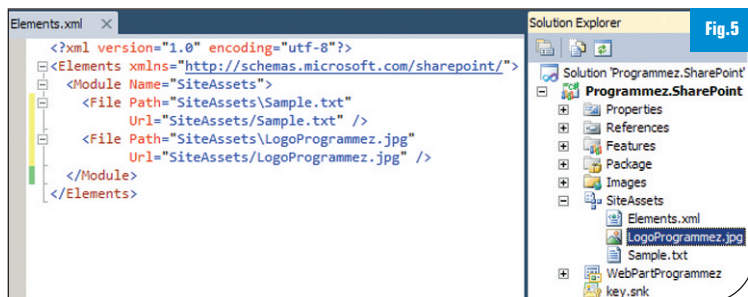 Elements.xml
<?xml version="1.0" encoding="utf-8"?>
<Elements xmlns="http://schemas.microsoft.com/sharepoint/">
<Module Name="SiteAssets">
<File Path="SiteAssets\Sample.txt"
Url="SiteAssets/Sample.txt" />
<File Path="SiteAssets\LogoProgrammez.jpg"
Url="SiteAssets/LogoProgrammez.jpg" />
</Module>
</Elements>
Solution Explorer
Fig.5
Solution 'Programmez.SharePoint'
Programmez.SharePoint
Properties
References
Features
Package
Images
SiteAssets
Elements.xml
LogoProgrammez.jpg
Sample.txt
WebPartProgrammez
key.snk